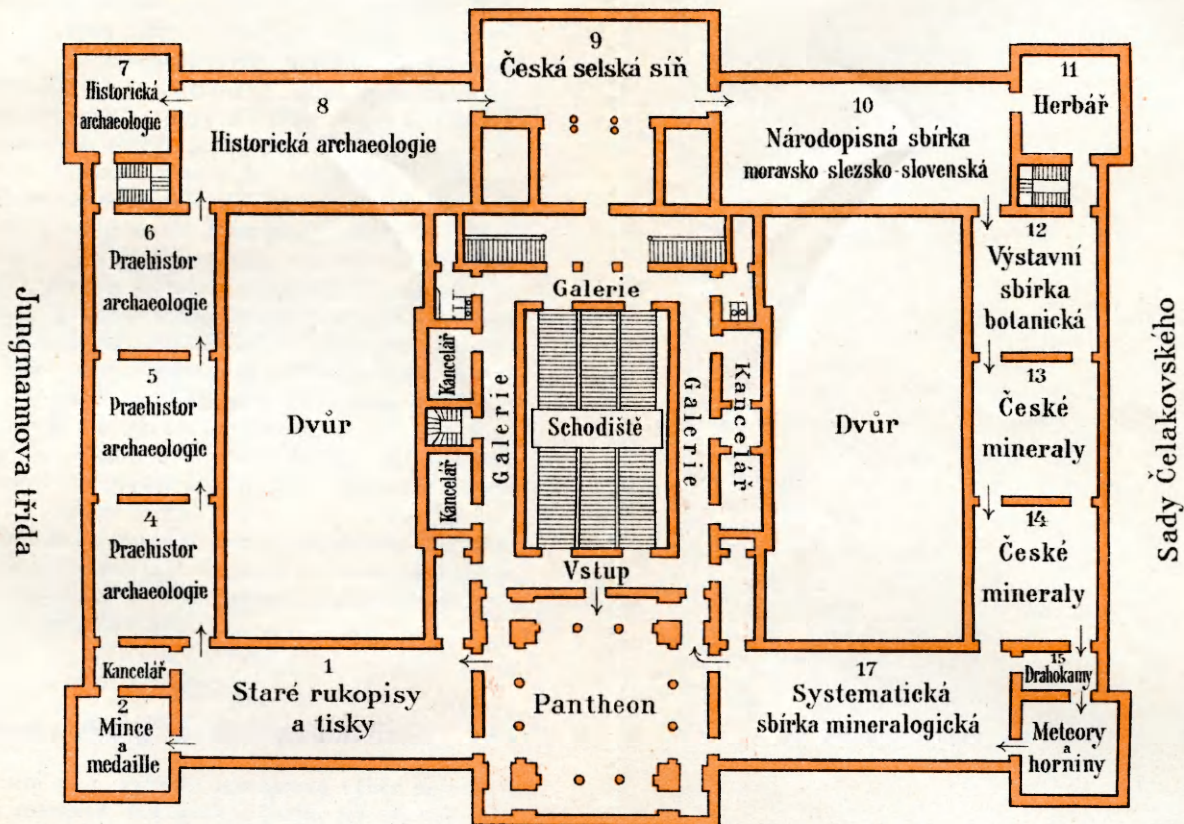 9
Česká selská síň
7
Historická
archaeologie
8
Historická archaeologie
10
Národopisná sbírka
moravsko slezsko-slovenská
11
Herbář
6
Praehistor
archaeologie
Galerie
12
Výstavní
sbírka
botanická
Jungmannova třída
5
Praehistor
archaeologie
Dvůr
Kancelář
Kancelář
Galerie
Schodiště
Galerie
Kancelář
Dvůr
13
České
mineraly
Sady Čelakovského
4
Praehistor
archaeologie
Vstup
14
České
mineraly
Kancelář
1
Staré rukopisy
a tisky
Pantheon
17
Systematická
sbírka mineralogická
15
Drahokamy
2
Mince
a
medaille
Meteory
a
horniny